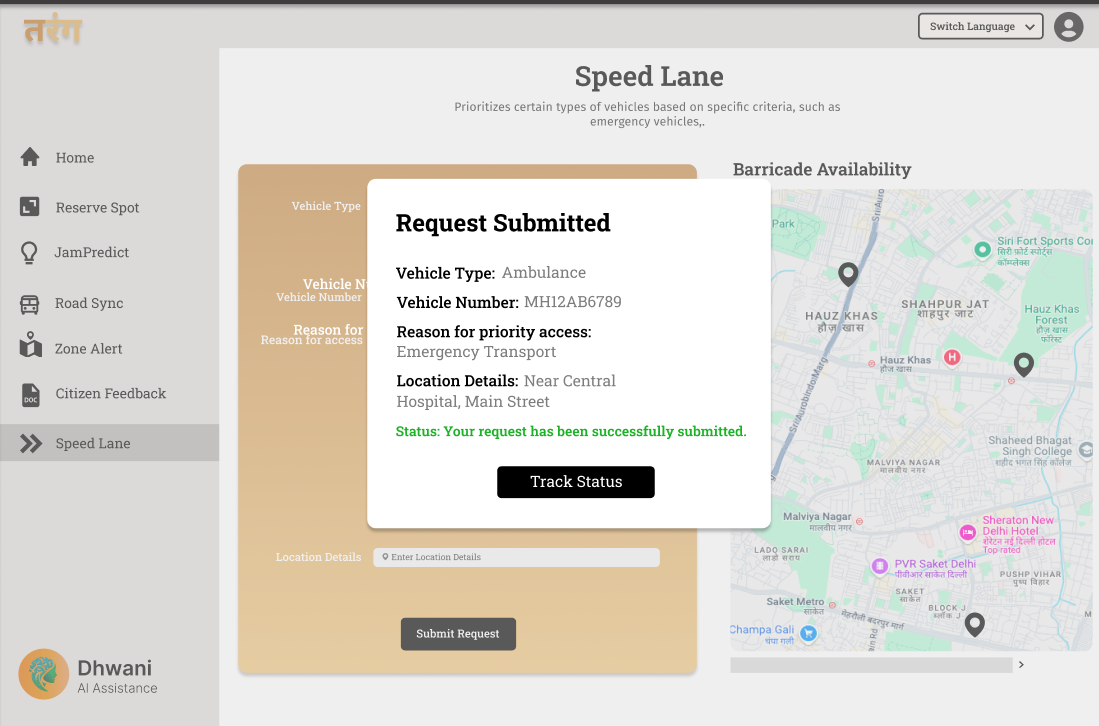 तरंग
Switch Language
Speed Lane
Prioritizes certain types of vehicles based on specific criteria, such as
emergency vehicles,.
Home
Reserve Spot
JamPredict
Road Sync
Zone Alert
DOC
Citizen Feedback
Speed Lane
Dhwani
AI Assistance
Vehicle Type
Vehicle N
Vehicle Number
Reason for
Reason for access
Request Submitted
Vehicle Type: Ambulance
Vehicle Number: MH12AB6789
Reason for priority access:
Emergency Transport
Location Details: Near Central
Hospital, Main Street
Status: Your request has been successfully submitted.
Track Status
Location Details
Enter Location Details
Submit Request
Barricade Availability
Park
Sri Auro
Siri Fort Sports Co
सिरी फ़ोर्ट स्पोर्ट्स
कॉम्प्लेक्स
SHAHPUR JAT
शाहपुर जाट
HAUZ KHAS
हौज़ ख़ास
Hauz Khas
Forest
हौज़ खास
फॉरेस्ट
Hauz Khas
हौज खास
H
Sri Aurobindo Marg
Shaheed Bhagat
Singh College
शहीद भगत सिंह कॉलेज
MALVIYA NAGAR
मालवीय नगर
Malviya Nagar
मालवीय नगर
Sheraton New
Delhi Hotel
शेरेटन नई दिल्ली होटल
Top rated
LADO SARAI
लाडो सराय
PVR Saket Delhi
पीवीआर साकेत दिल्ली
PUSHP VIHAR
पुष्प विहार
SAKET
साकेत
Saket Metro
साकेत
BLOCK J
ब्लॉक J
M
महरौली बदरपुर मार्ग
Champa Gali
चंपा गली
in Rd